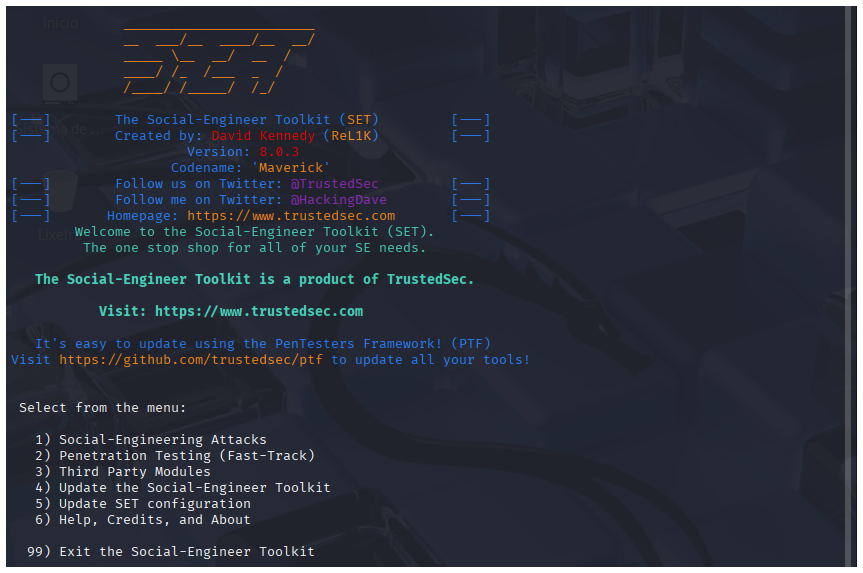 Início
[---] The Social-Engineer Toolkit (SET) [---]
[---] Created by: David Kennedy (ReL1K) [---]
Version: 8.0.3
Codename: 'Maverick'
[---] Follow us on Twitter: @TrustedSec [---]
[---] Follow me on Twitter: @HackingDave [---]
[---] Homepage: https://www.trustedsec.com [---]
Welcome to the Social-Engineer Toolkit (SET).
The one stop shop for all of your SE needs.
The Social-Engineer Toolkit is a product of TrustedSec.
Visit: https://www.trustedsec.com
It's easy to update using the PenTesters Framework! (PTF)
Visit https://github.com/trustedsec/ptf to update all your tools!
Select from the menu:
1) Social-Engineering Attacks
2) Penetration Testing (Fast-Track)
3) Third Party Modules
4) Update the Social-Engineer Toolkit
5) Update SET configuration
6) Help, Credits, and About
99) Exit the Social-Engineer Toolkit